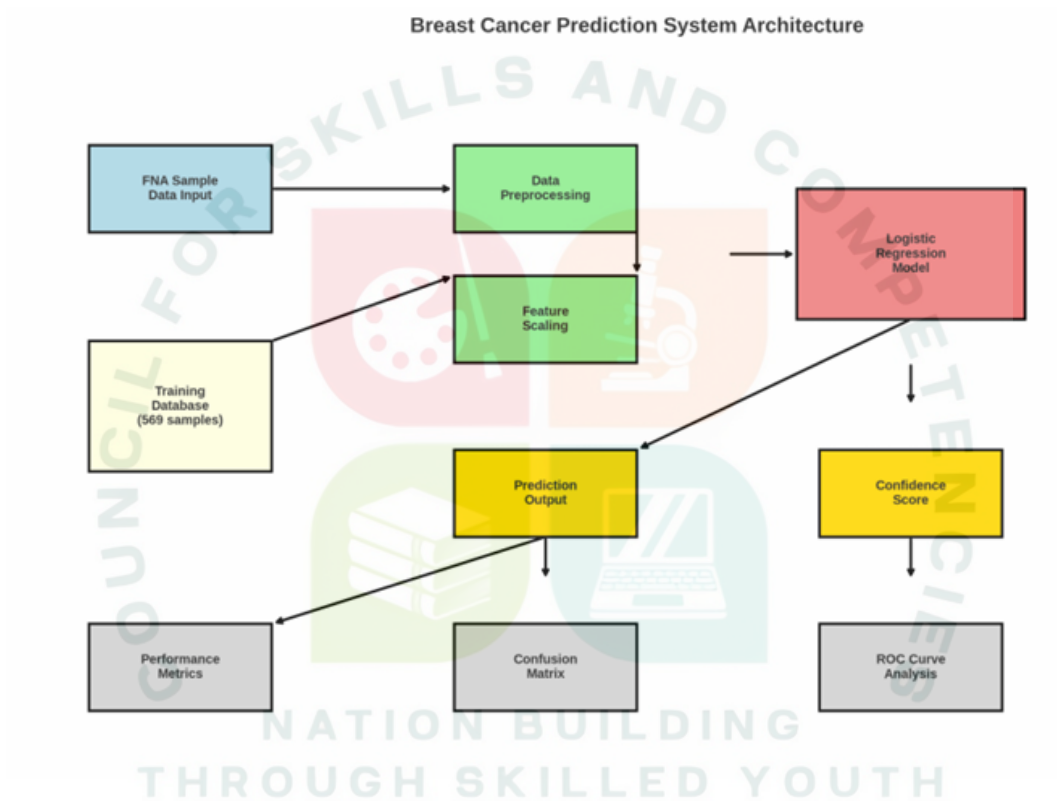 Breast Cancer Prediction System Architecture
COUNCIL FOR SKILLS AND COMPETENCIES
FNA Sample
Data Input
Data
Preprocessing
Logistic
Regression
Model
Feature
Scaling
Training
Database
(569 samples)
Prediction
Output
Confidence
Score
Performance
Metrics
Confusion
Matrix
ROC Curve
Analysis
NATION BUILDING
THROUGH SKILLED YOUTH